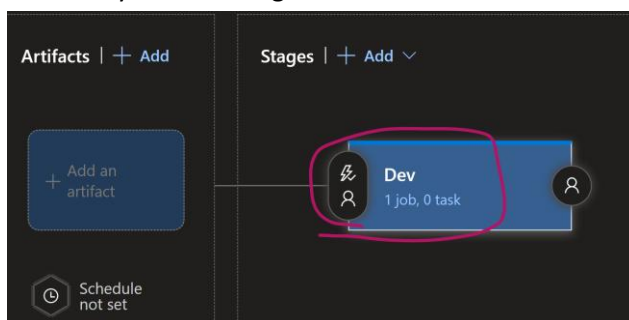 Artifacts | + Add
Stages | + Add
+ Add an
artifact
Dev
1 job, 0 task
Schedule
not set